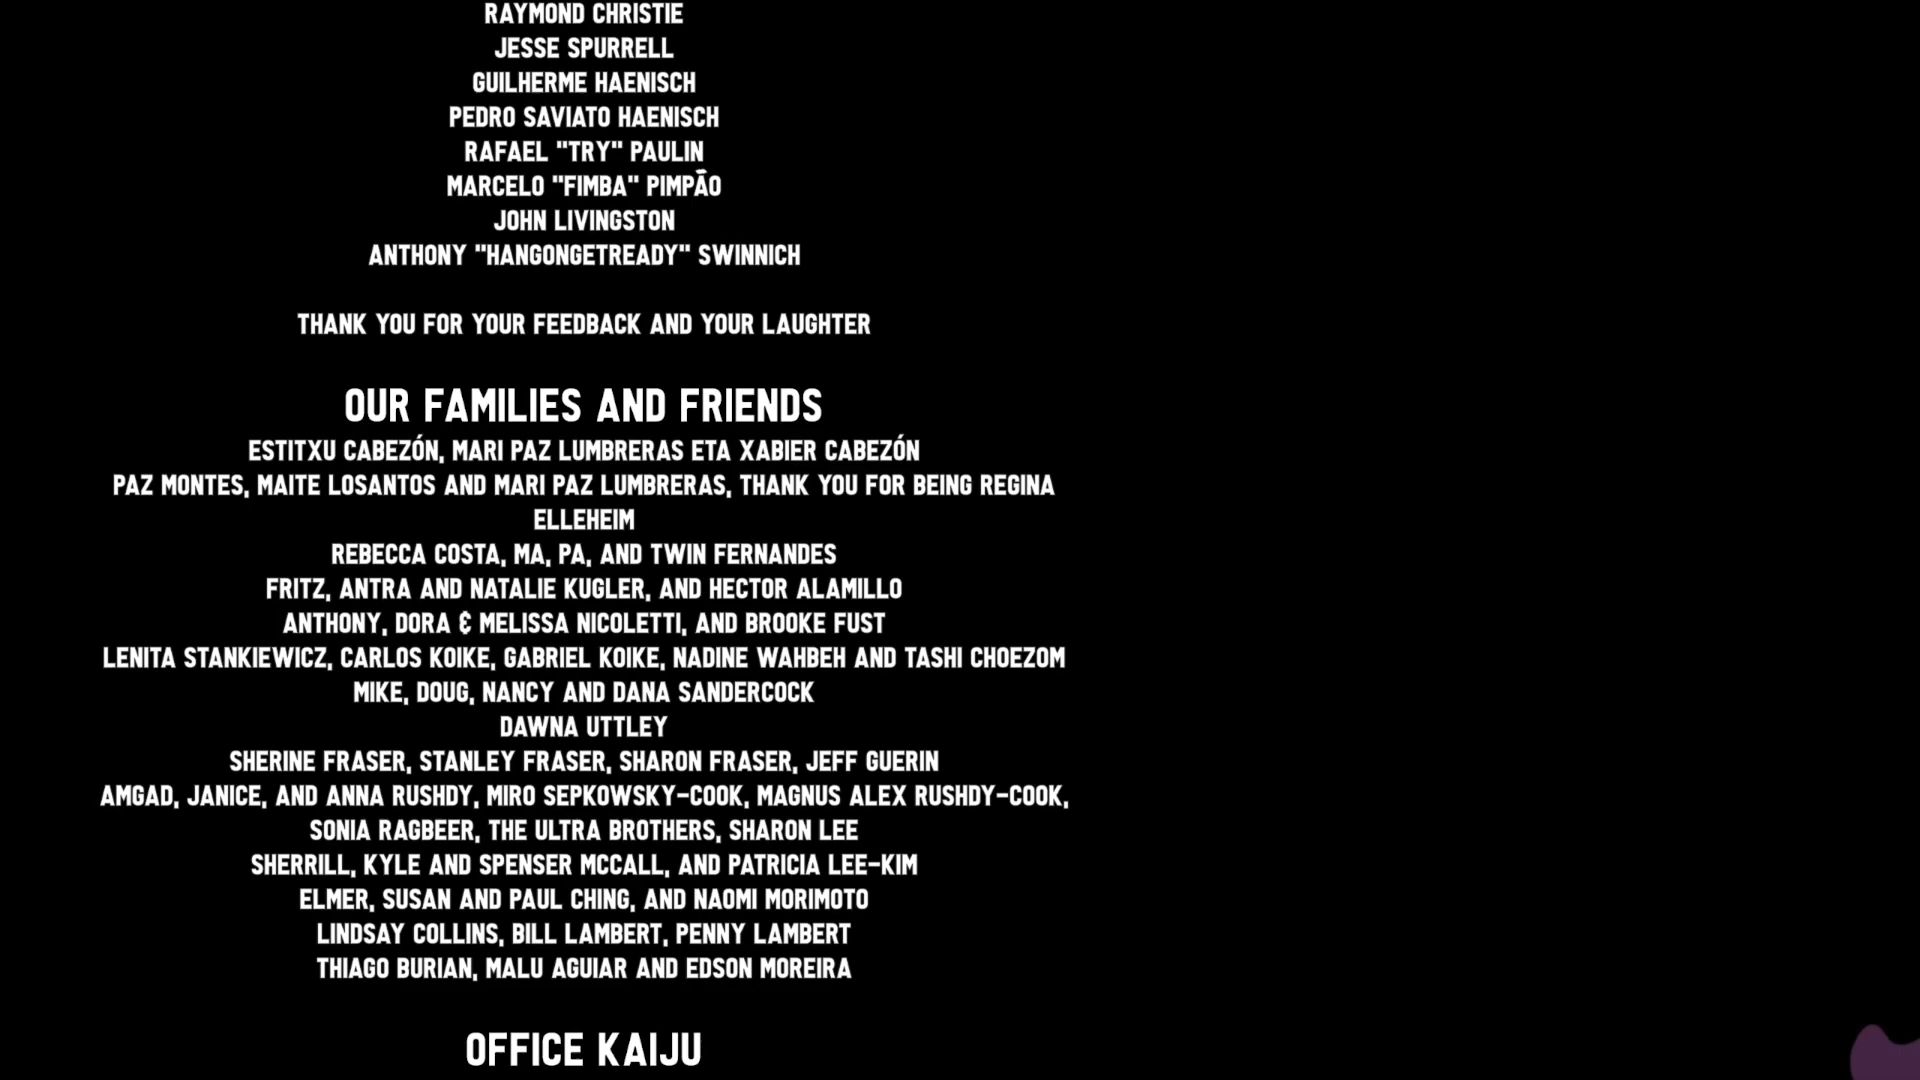 RAYMOND CHRISTIE
JESSE SPURRELL
GUILHERME HAENISCH
PEDRO SAVIATO HAENISCH
RAFAEL "TRY" PAULIN
MARCELO "FIMBA" PIMPÃO
JOHN LIVINGSTON
ANTHONY "HANGONGETREADY" SWINNICH
THANK YOU FOR YOUR FEEDBACK AND YOUR LAUGHTER
OUR FAMILIES AND FRIENDS
ESTITXU CABEZÓN, MARI PAZ LUMBRERAS ETA XABIER CABEZÓN
PAZ MONTES, MAITE LOSANTOS AND MARI PAZ LUMBRERAS, THANK YOU FOR BEING REGINA
ELLEHEIM
REBECCA COSTA, MA, PA, AND TWIN FERNANDES
FRITZ, ANTRA AND NATALIE KUGLER, AND HECTOR ALAMILLO
ANTHONY, DORA & MELISSA NICOLETTI, AND BROOKE FUST
LENITA STANKIEWICZ, CARLOS KOIKE, GABRIEL KOIKE, NADINE WAHBEH AND TASHI CHOEZOM
MIKE, DOUG, NANCY AND DANA SANDERCOCK
DAWNA UTTLEY
SHERINE FRASER, STANLEY FRASER, SHARON FRASER, JEFF GUERIN
AMGAD, JANICE, AND ANNA RUSHDY, MIRO SEPKOWSKY-COOK, MAGNUS ALEX RUSHDY-COOK,
SONIA RAGBEER, THE ULTRA BROTHERS, SHARON LEE
SHERRILL, KYLE AND SPENSER MCCALL, AND PATRICIA LEE-KIM
ELMER, SUSAN AND PAUL CHING, AND NAOMI MORIMOTO
LINDSAY COLLINS, BILL LAMBERT, PENNY LAMBERT
THIAGO BURIAN, MALU AGUIAR AND EDSON MOREIRA
OFFICE KAIJU